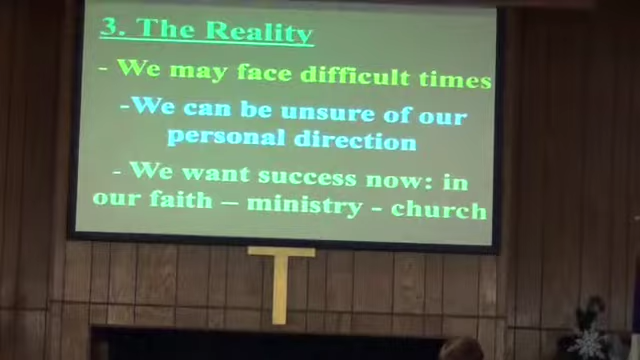 3. The Reality
- We may face difficult times
-We can be unsure of our
personal direction
- We want success now: in
our faith – ministry - church